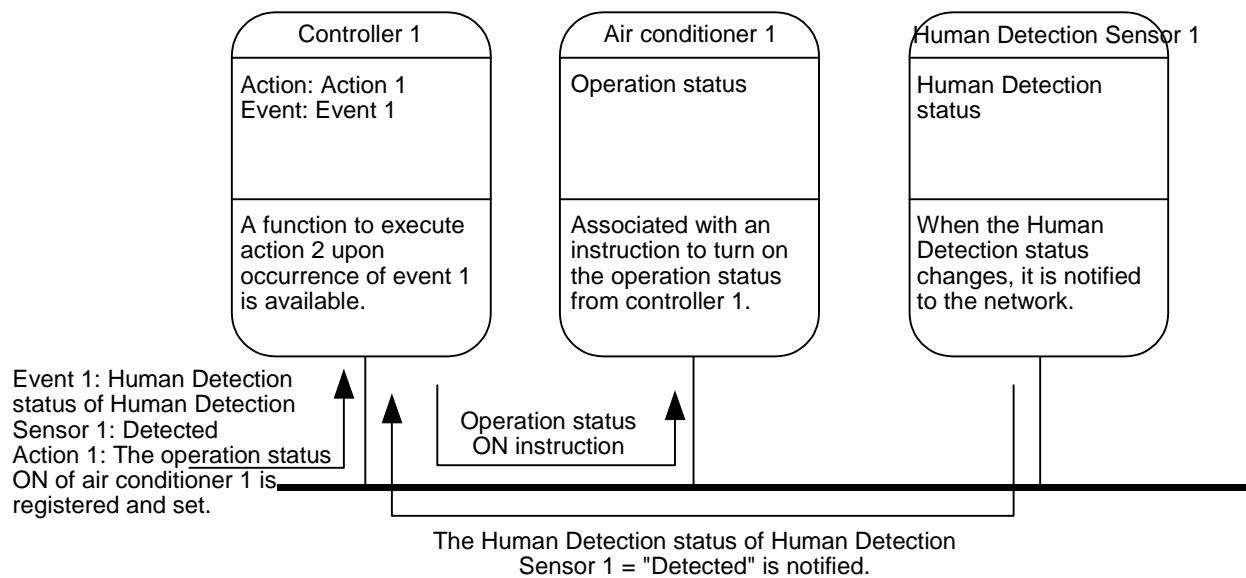 Controller 1
Action: Action 1
Event: Event 1
A function to execute
action 2 upon
occurrence of event 1
is available.
Air conditioner 1
Operation status
Associated with an
instruction to turn on
the operation status
from controller 1.
Human Detection Sensor 1
Human Detection
status
When the Human
Detection status
changes, it is notified
to the network.
Event 1: Human Detection
status of Human Detection
Sensor 1: Detected
Action 1: The operation status
ON of air conditioner 1 is
registered and set.
Operation status
ON instruction
The Human Detection status of Human Detection
Sensor 1 = "Detected" is notified.